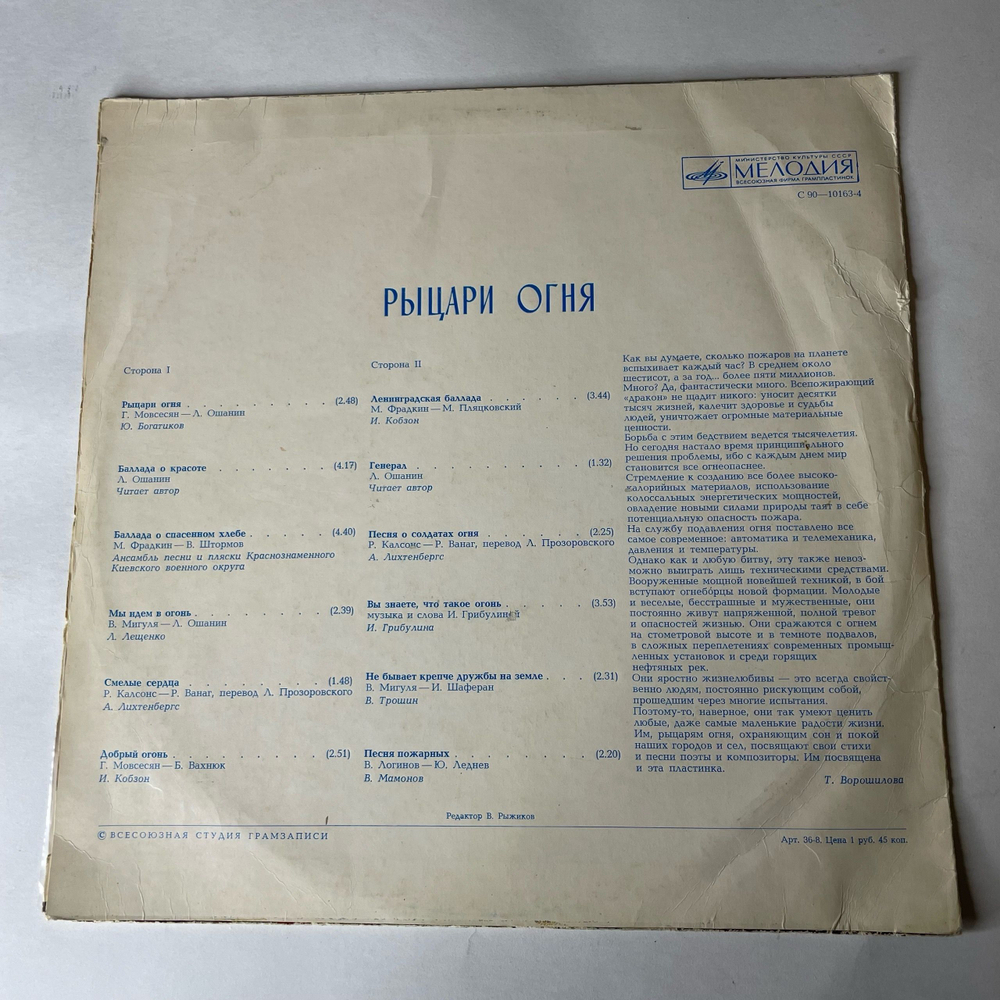 МИНИСТЕРСТВО КУЛЬТУРЫ СССР
МЕЛОДИЯ
ВСЕСОЮЗНАЯ ФИРМА ГРАМПЛАСТИНОК
С 90—10163-4
РЫЦАРИ ОГНЯ
Сторона I
Рыцари огня . . . . . . . . . (2.48)
Г. Мовсесян — Л. Ошанин
Ю. Богатиков
Баллада о красоте . . . . . . . (4.17)
Л. Ошанин
Читает автор
Баллада о спасенном хлебе . . . . . (4.40)
М. Фрадкин — В. Штормов
Ансамбль песни и пляски Краснознаменного
Киевского военного округа
Мы идем в огонь . . . . . . . . (2.39)
В. Мигуля — Л. Ошанин
Л. Лещенко
Смелые сердца . . . . . . . . (1.48)
Р. Калсонс — Р. Ванаг, перевод Л. Прозоровского
А. Лихтенбергс
Добрый огонь . . . . . . . . . (2.51)
Г. Мовсесян — Б. Вахнюк
И. Кобзон
Сторона II
Ленинградская баллада . . . . . . (3.44)
М. Фрадкин — М. Пляцковский
И. Кобзон
Генерал . . . . . . . . . . (1.32)
Л. Ошанин
Читает автор
Песня о солдатах огня . . . . . . (2.25)
Р. Калсонс — Р. Ванаг, перевод Л. Прозоровского
А. Лихтенбергс
Вы знаете, что такое огонь . . . . . (3.53)
музыка и слова И. Грибулиной
И. Грибулина
Не бывает крепче дружбы на земле . . . (2.31)
В. Мигуля — И. Шаферан
В. Трошин
Песня пожарных . . . . . . . . (2.20)
В. Логинов — Ю. Леднев
В. Мамонов
Как вы думаете, сколько пожаров на планете
вспыхивает каждый час? В среднем около
шестисот, а за год... более пяти миллионов.
Много? Да, фантастически много. Всепожирающий
«дракон» не щадит никого: уносит десятки
тысяч жизней, калечит здоровье и судьбы
людей, уничтожает огромные материальные
ценности.
Борьба с этим бедствием ведется тысячелетия.
Но сегодня настало время принципиального
решения проблемы, ибо с каждым днем мир
становится все огнеопаснее.
Стремление к созданию все более высоко-
калорийных материалов, использование
колоссальных энергетических мощностей,
овладение новыми силами природы таят в себе
потенциальную опасность пожара.
На службу подавления огня поставлено все
самое современное: автоматика и телемеханика,
давления и температуры.
Однако как и любую битву, эту также невоз-
можно выиграть лишь техническими средствами.
Вооруженные мощной новейшей техникой, в бой
вступают огнеборцы новой формации. Молодые
и веселые, бесстрашные и мужественные, они
постоянно живут напряженной, полной тревог
и опасностей жизнью. Они сражаются с огнем
на стометровой высоте и в темноте подвалов,
в сложных переплетениях современных промыш-
ленных установок и среди горящих
нефтяных рек.
Они яростно жизнелюбивы — это всегда свойст-
венно людям, постоянно рискующим собой,
прошедшим через многие испытания.
Поэтому-то, наверное, они так умеют ценить
любые, даже самые маленькие радости жизни.
Им, рыцарям огня, охраняющим сон и покой
наших городов и сел, посвящают свои стихи
и песни поэты и композиторы. Им посвящена
и эта пластинка.
Т. Ворошилова
Редактор В. Рыжиков
© ВСЕСОЮЗНАЯ СТУДИЯ ГРАМЗАПИСИ
Арт. 36-8. Цена 1 руб. 45 коп.